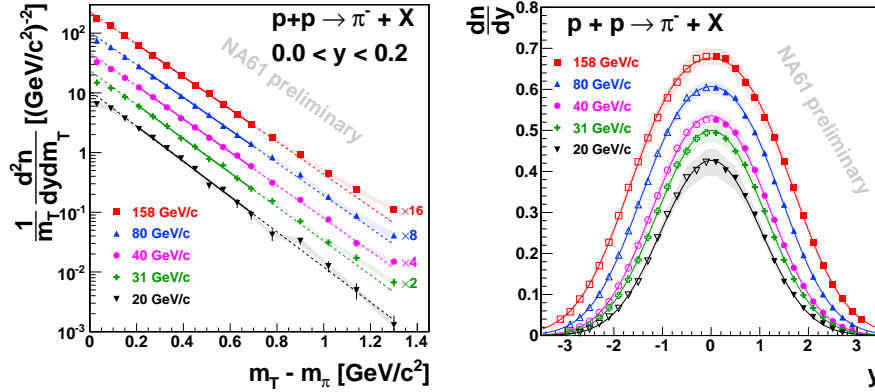 p+p → π⁻ + X
0.0 < y < 0.2
NA61 preliminary
1/m_T d²n/dydm_T [(GeV/c²)⁻²]
10²
10
1
10⁻¹
10⁻²
10⁻³
158 GeV/c
80 GeV/c
40 GeV/c
31 GeV/c
20 GeV/c
×16
×8
×4
×2
0 0.2 0.4 0.6 0.8 1.0 1.2 1.4
m_T - m_π [GeV/c²]
dn/dy
p + p → π⁻ + X
NA61 preliminary
0.8
0.7
0.6
0.5
0.4
0.3
0.2
0.1
0
158 GeV/c
80 GeV/c
40 GeV/c
31 GeV/c
20 GeV/c
-3 -2 -1 0 1 2 3
y